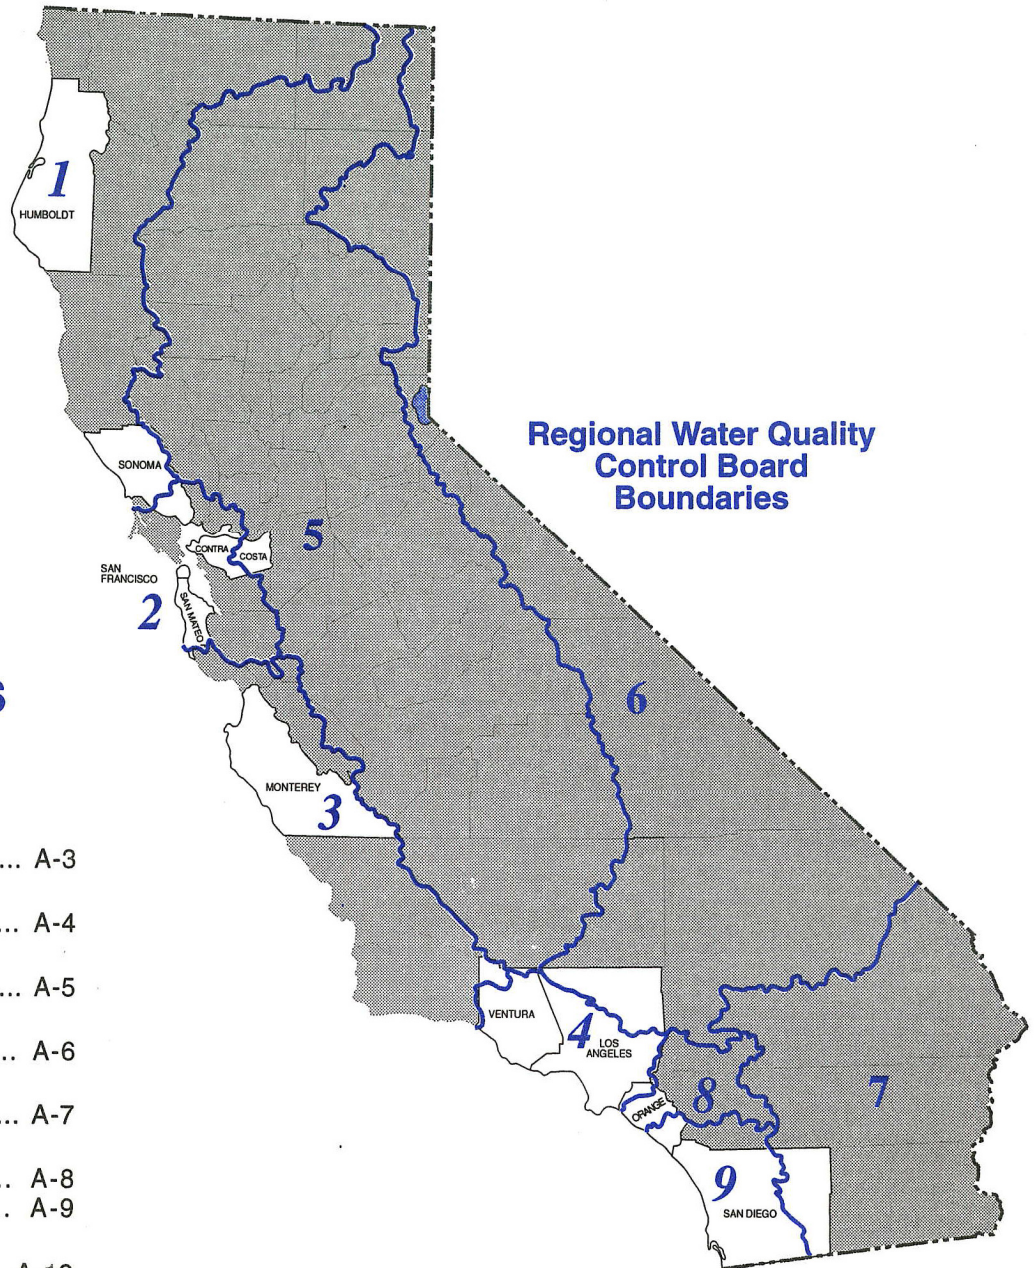 1
HUMBOLDT
Regional Water Quality
Control Board
Boundaries
SONOMA
5
CONTRA
COSTA
SAN
FRANCISCO
2
SAN MATEO
6
S
MONTEREY
3
... A-3
... A-4
... A-5
.. A-6
... A-7
.. A-8
. A-9
VENTURA
4
LOS
ANGELES
ORANGE
8
7
9
SAN DIEGO